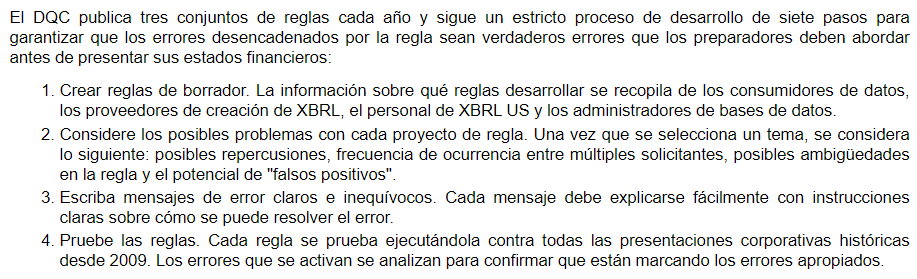 El DQC publica tres conjuntos de reglas cada año y sigue un estricto proceso de desarrollo de siete pasos para
garantizar que los errores desencadenados por la regla sean verdaderos errores que los preparadores deben abordar
antes de presentar sus estados financieros:
1. Crear reglas de borrador. La información sobre qué reglas desarrollar se recopila de los consumidores de datos,
los proveedores de creación de XBRL, el personal de XBRL US y los administradores de bases de datos.
2. Considere los posibles problemas con cada proyecto de regla. Una vez que se selecciona un tema, se considera
lo siguiente: posibles repercusiones, frecuencia de ocurrencia entre múltiples solicitantes, posibles ambigüedades
en la regla y el potencial de "falsos positivos".
3. Escriba mensajes de error claros e inequívocos. Cada mensaje debe explicarse fácilmente con instrucciones
claras sobre cómo se puede resolver el error.
4. Pruebe las reglas. Cada regla se prueba ejecutándola contra todas las presentaciones corporativas históricas
desde 2009. Los errores que se activan se analizan para confirmar que están marcando los errores apropiados.